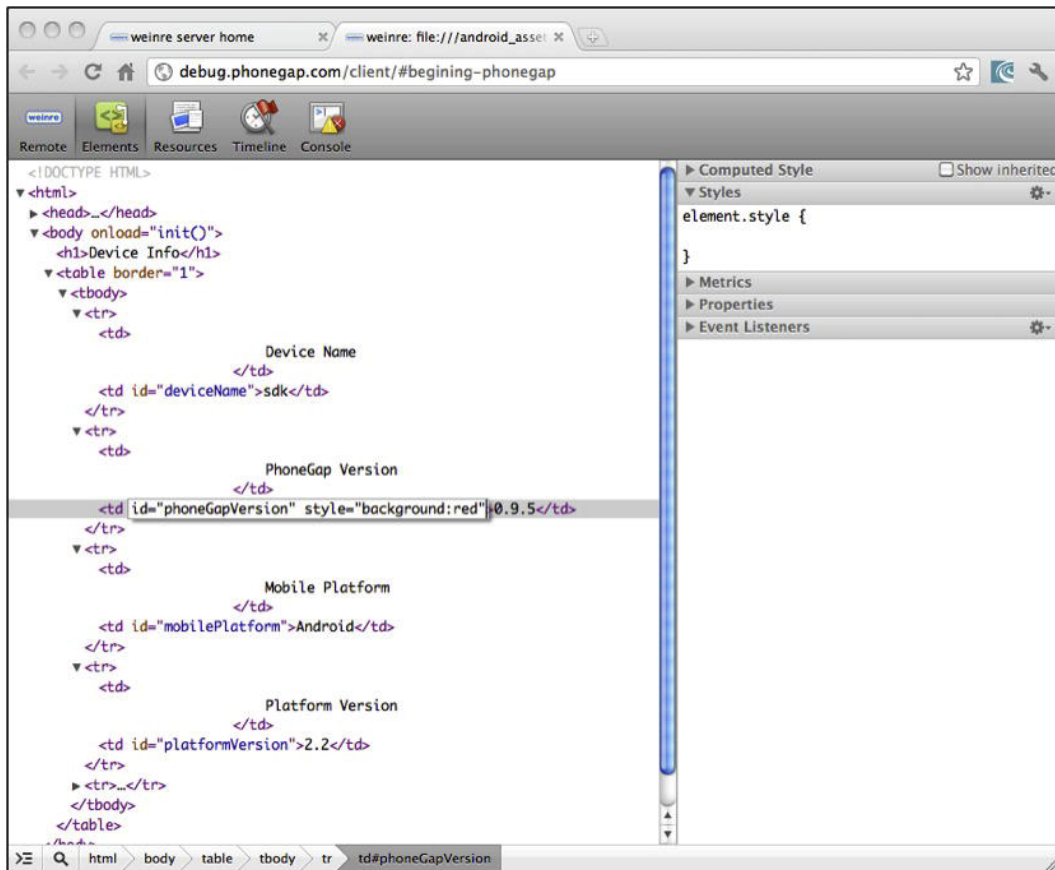 weinre server home
weinre: file:///android_asset
debug.phonegap.com/client/#begining-phonegap
weinre
Remote Elements Resources Timeline Console
<!DOCTYPE HTML>
<html>
<head>…</head>
<body onload="init()">
<h1>Device Info</h1>
<table border="1">
<tbody>
<tr>
<td>
Device Name
</td>
<td id="deviceName">sdk</td>
</tr>
<tr>
<td>
PhoneGap Version
</td>
<td id="phoneGapVersion" style="background:red">0.9.5</td>
</tr>
<tr>
<td>
Mobile Platform
</td>
<td id="mobilePlatform">Android</td>
</tr>
<tr>
<td>
Platform Version
</td>
<td id="platformVersion">2.2</td>
</tr>
<tr>…</tr>
</tbody>
</table>
</body>
Computed Style Show inherited
Styles
element.style {
}
Metrics
Properties
Event Listeners
html body table tbody tr td#phoneGapVersion